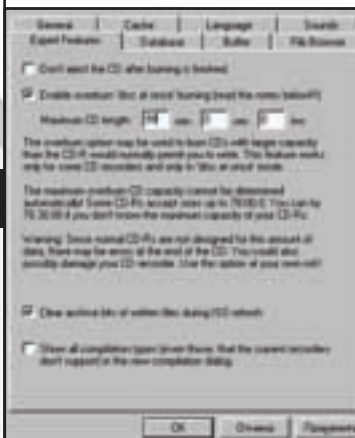 General Cache Language Sounds
Expert Features Database Buffer File Browser
Don't eject the CD after burning is finished.
Enable overburn 'disc at once' burning (read the notes below!!!)
Maximum CD length: min
The overburn option may be used to burn CDs with larger capacity
than the CD-R would normally permit you to write. This feature works
only for some CD recorders and only in 'disc at once' mode.
The maximum overburn CD capacity cannot be determined
automatically! Some CD-Rs accept sizes up to You can try
if you don't know the maximum capacity of your CD-Rs.
Warning: Since normal CD-Rs are not designed for this amount of
data, there may be errors at the end of the CD. You could also
possibly damage your CD recorder. Use this option at your own risk!
Clear archive bits of written files during ISO refresh
Show all compilation types (even those, that the current recorders
don't support) in the new compilation dialog.
OK Отмена